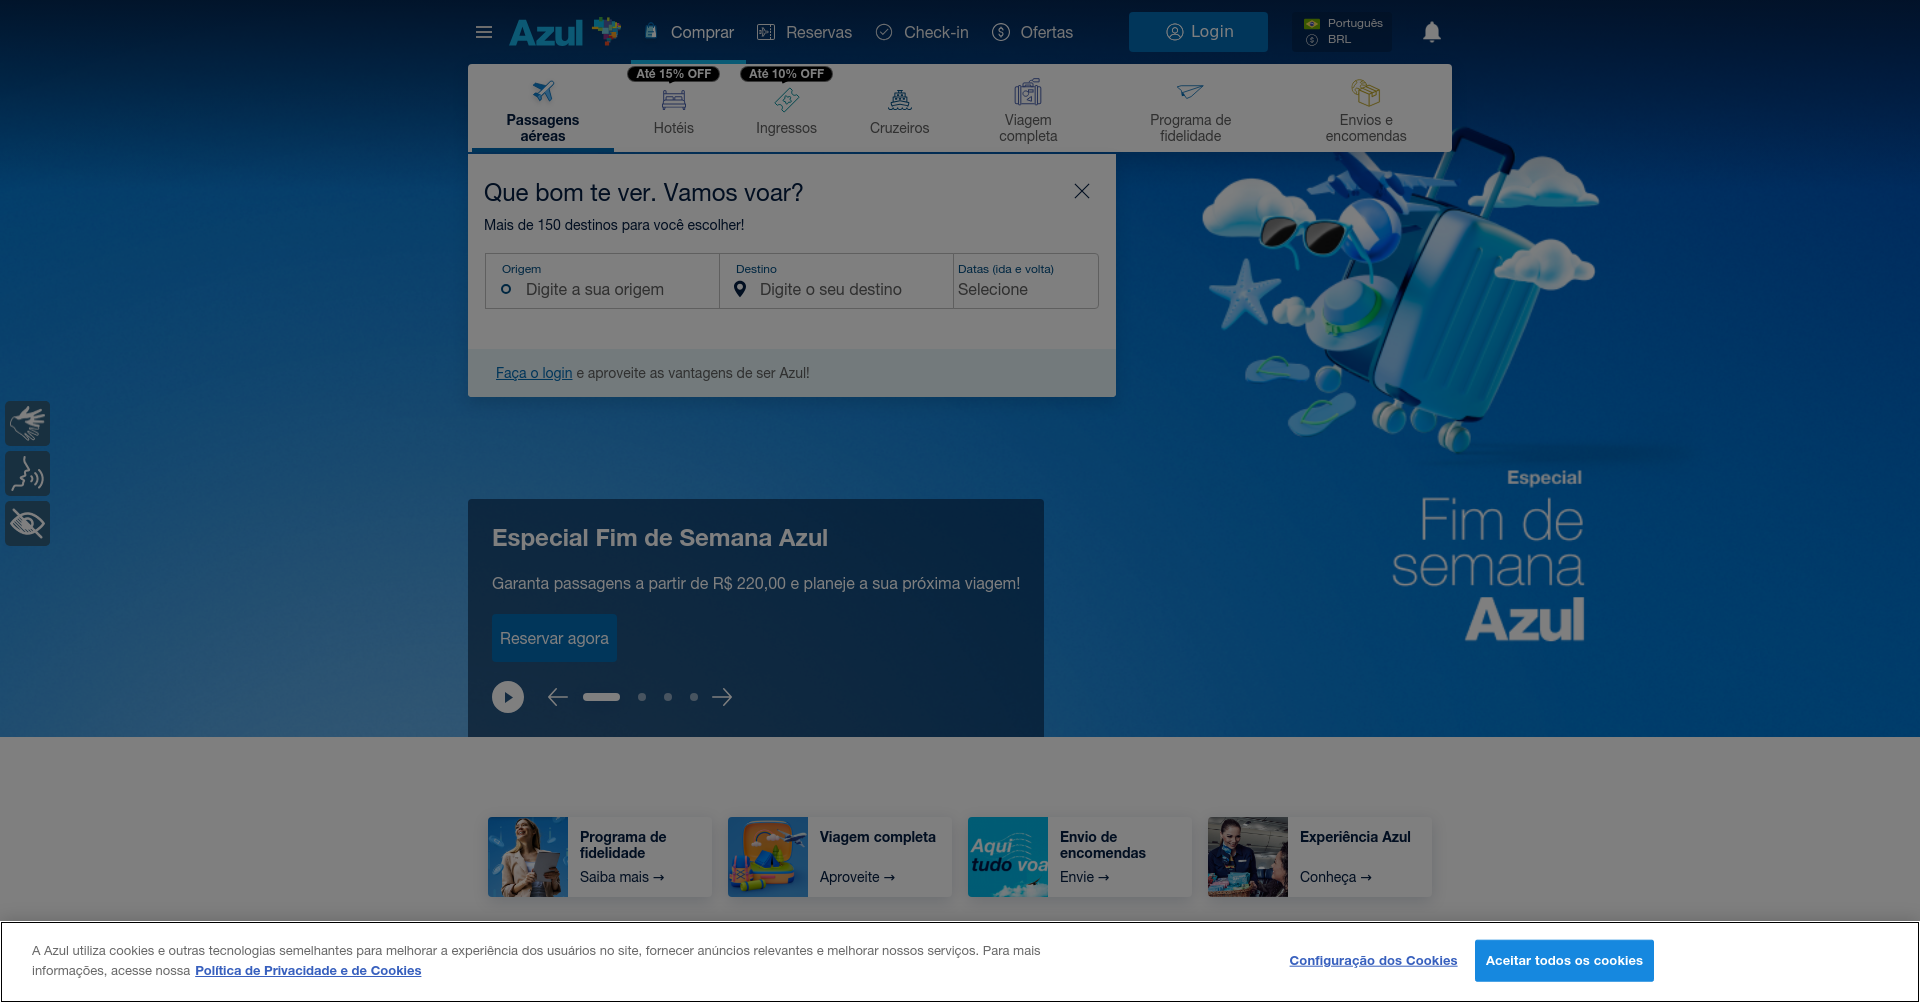 Azul
Comprar
Reservas
Check-in
Ofertas
Login
Português
BRL
Até 15% OFF
Até 10% OFF
Passagens
aéreas
Hotéis
Ingressos
Cruzeiros
Viagem
completa
Programa de
fidelidade
Envios e
encomendas
Que bom te ver. Vamos voar?
Mais de 150 destinos para você escolher!
Origem
Digite a sua origem
Destino
Digite o seu destino
Datas (ida e volta)
Selecione
Faça o login e aproveite as vantagens de ser Azul!
Especial
Fim de
semana
Azul
Especial Fim de Semana Azul
Garanta passagens a partir de R$ 220,00 e planeje a sua próxima viagem!
Reservar agora
Programa de
fidelidade
Saiba mais →
Viagem completa
Aproveite →
Aqui
tudo voa
Envio de
encomendas
Envie →
Experiência Azul
Conheça →
A Azul utiliza cookies e outras tecnologias semelhantes para melhorar a experiência dos usuários no site, fornecer anúncios relevantes e melhorar nossos serviços. Para mais
informações, acesse nossa Política de Privacidade e de Cookies
Configuração dos Cookies
Aceitar todos os cookies